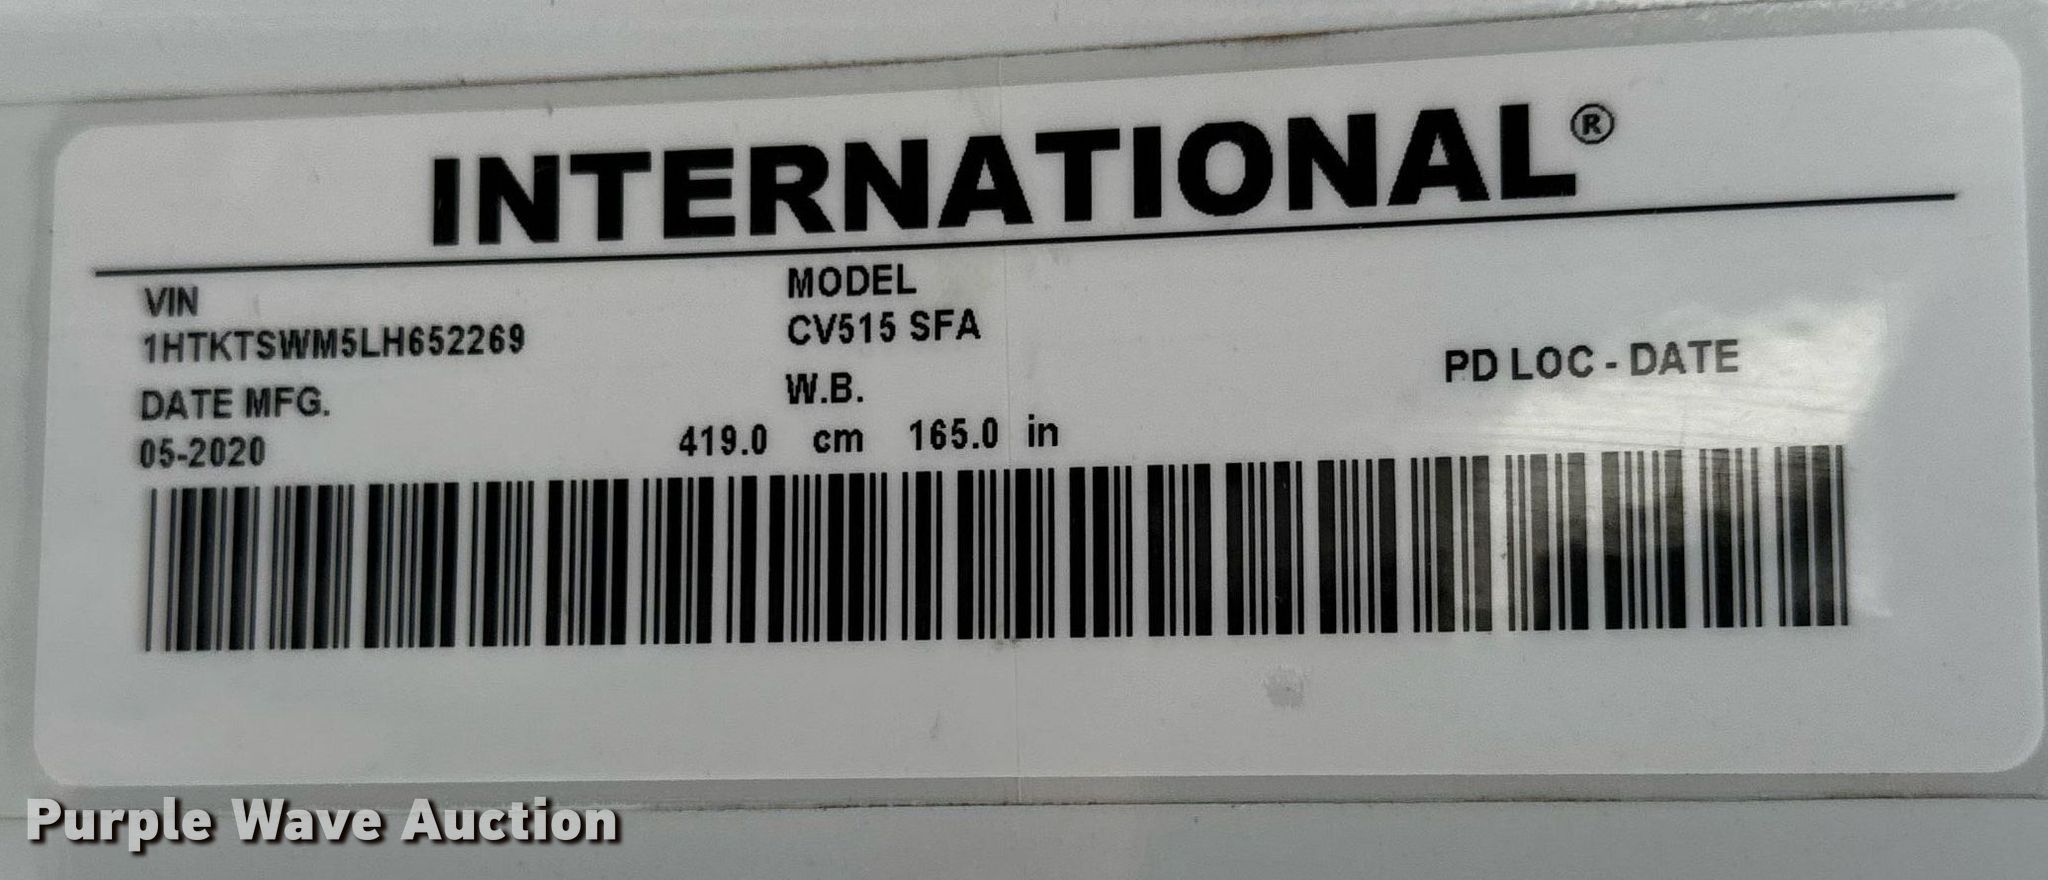 INTERNATIONAL®
VIN
1HTKTSWM5LH652269
MODEL
CV515 SFA
PD LOC - DATE
DATE MFG.
05-2020
W.B.
419.0 cm 165.0 in
Purple Wave Auction